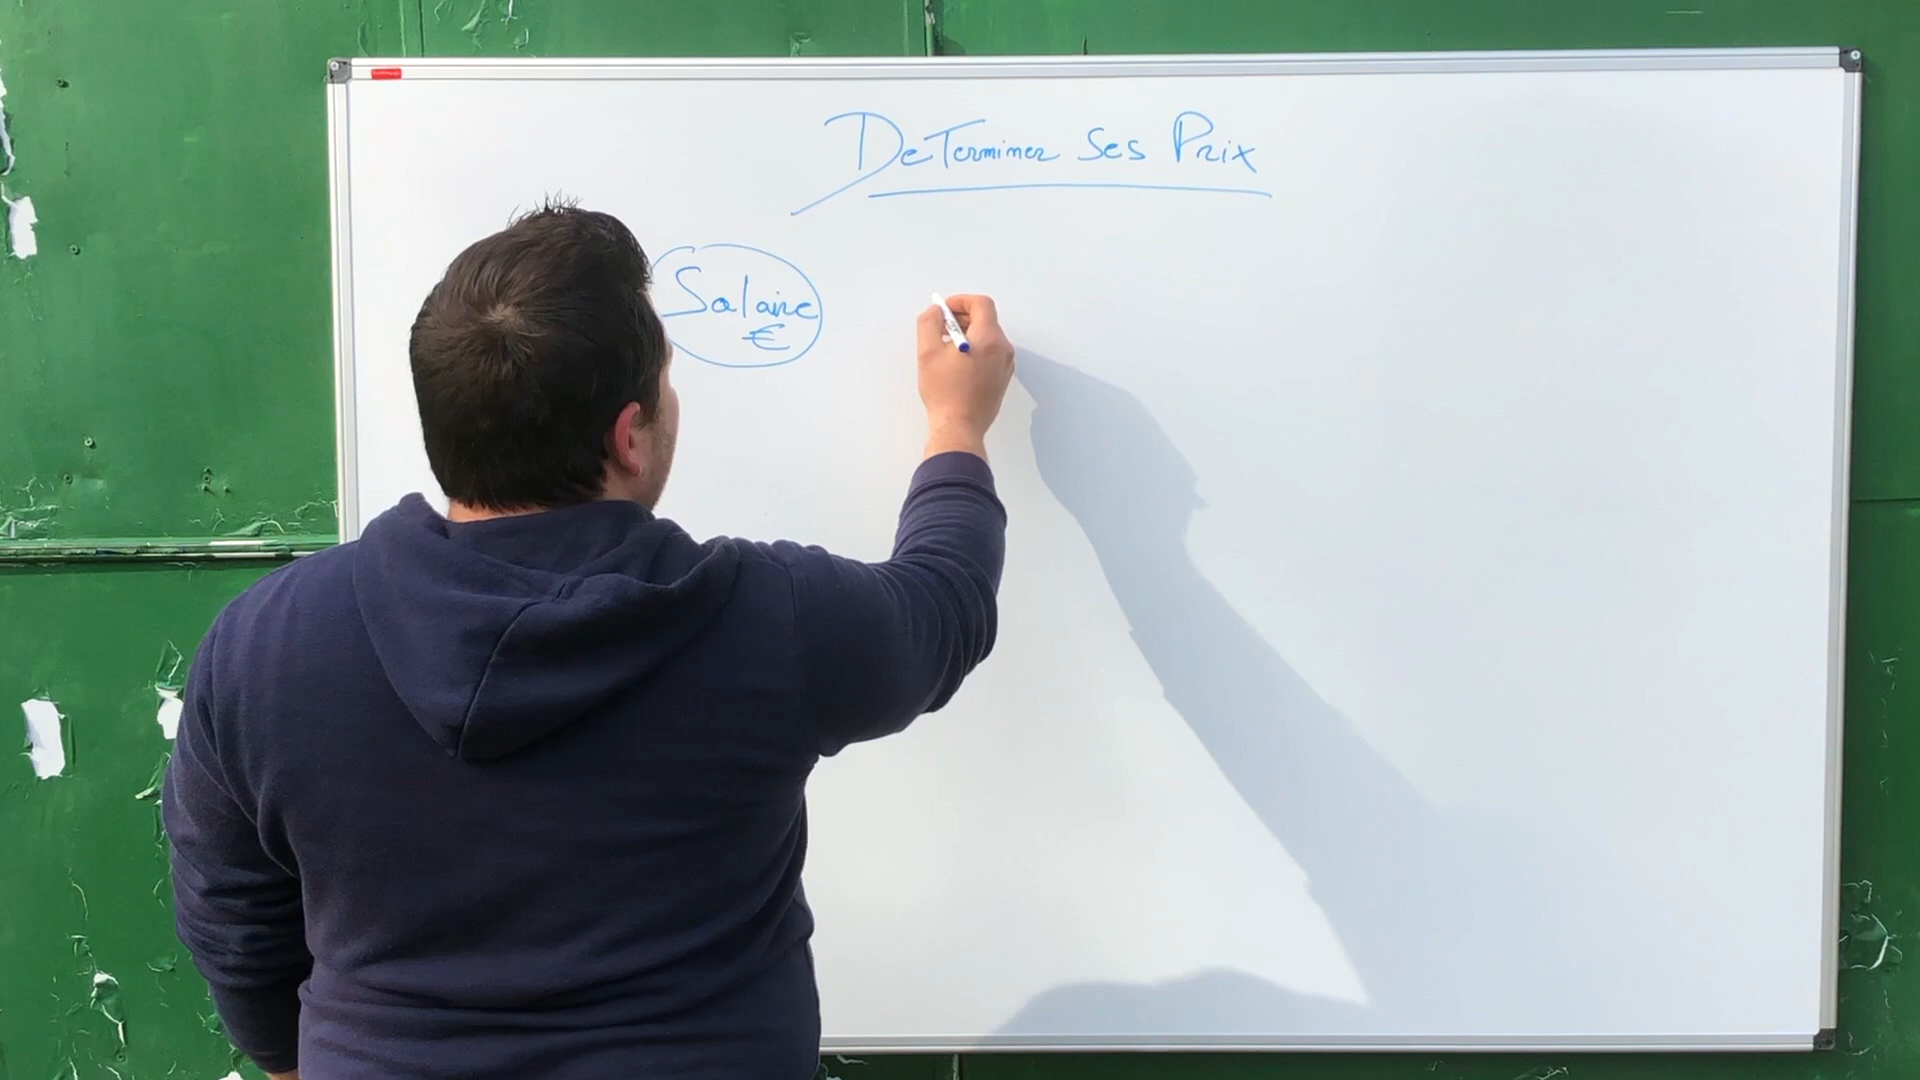 DeTerminer Ses Prix
Salaire
€